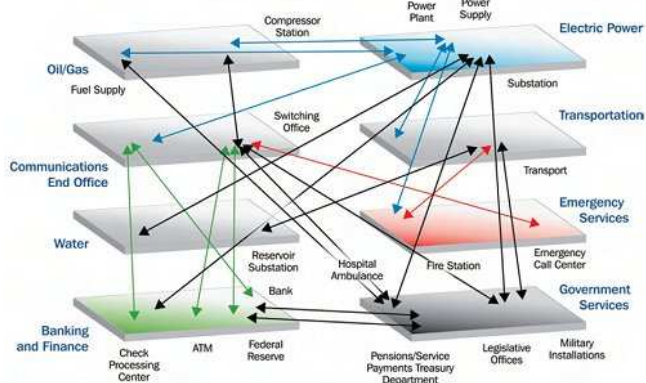 Compressor
Station
Power
Plant
Power
Supply
Electric Power
Oil/Gas
Fuel Supply
Substation
Switching
Office
Transportation
Communications
End Office
Transport
Emergency
Services
Water
Reservoir
Substation
Hospital
Ambulance
Fire Station
Emergency
Call Center
Bank
Government
Services
Banking
and Finance
Check
Processing
Center
ATM
Federal
Reserve
Pensions/Service
Payments Treasury
Department
Legislative
Offices
Military
Installations